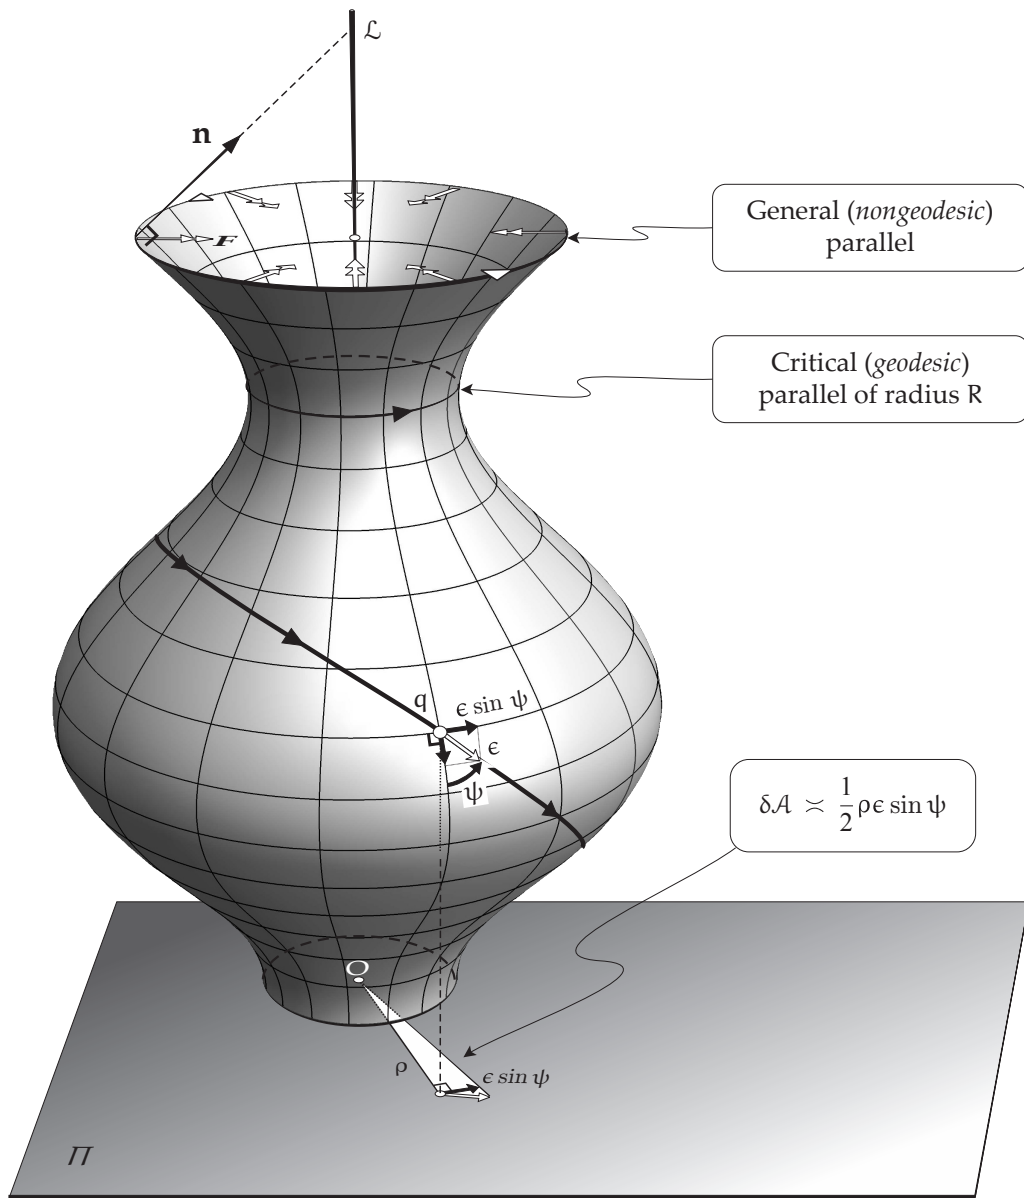 ℒ
n
F
General (nongeodesic)
parallel
Critical (geodesic)
parallel of radius R
q
ϵ sin ψ
ϵ
ψ
δ𝒜 ≍ 1/2 ρϵ sin ψ
O
ρ
ϵ sin ψ
Π